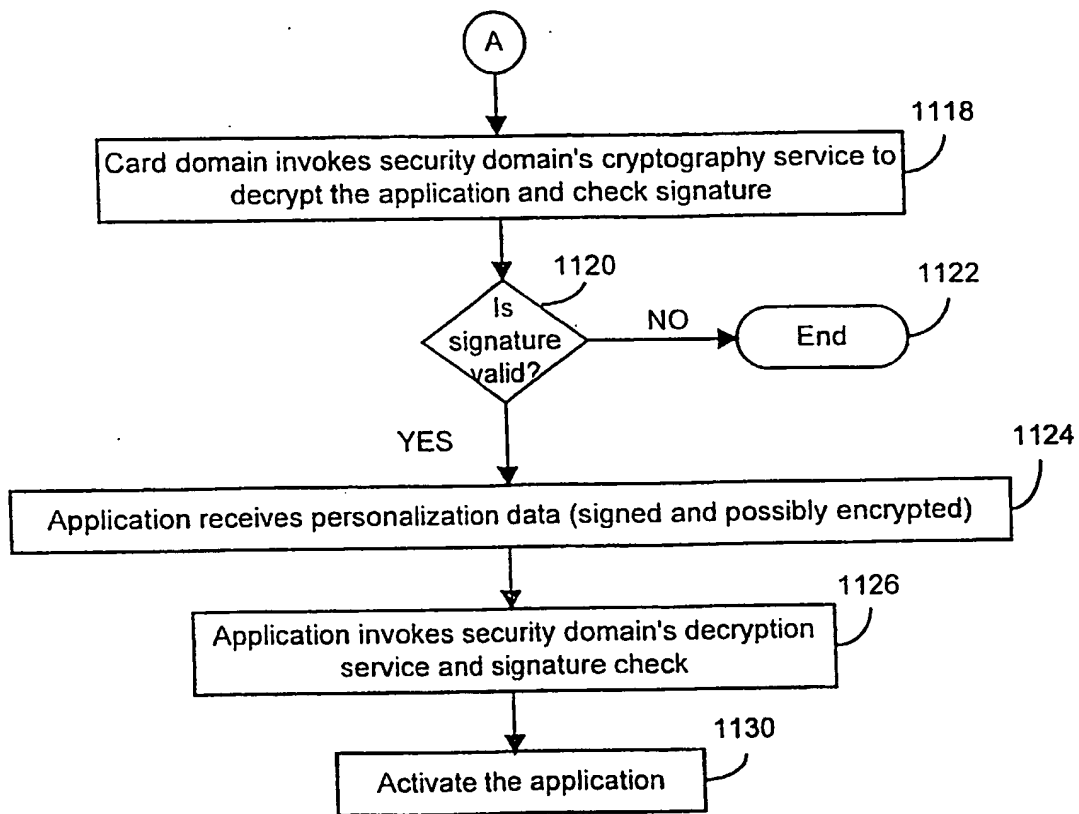 A
1118
Card domain invokes security domain's cryptography service to
decrypt the application and check signature
1120
Is
signature
valid?
NO
1122
End
YES
1124
Application receives personalization data (signed and possibly encrypted)
1126
Application invokes security domain's decryption
service and signature check
1130
Activate the application